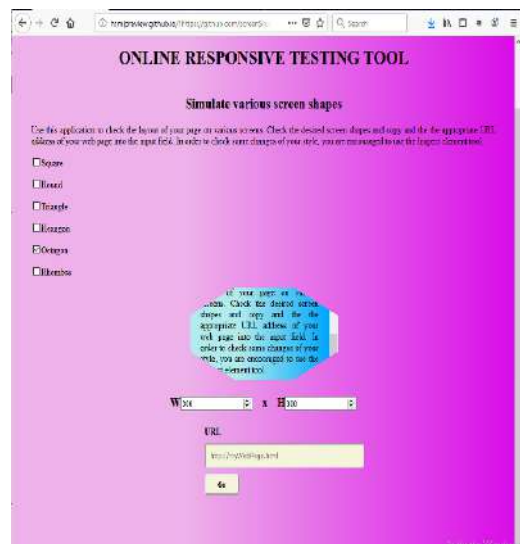 Search
ONLINE RESPONSIVE TESTING TOOL
Simulate various screen shapes
Use this application to check the layout of your page on various screens. Check the desired screen shapes and copy and the the appropriate URL
address of your web page into the input field. In order to check some changes of your style, you are encouraged to use the Inspect element tool.
Square
Round
Triangle
Hexagon
Octagon
Rhombus
of your page on
Check the desired screen
shapes and copy and the the
appropriate URL address of your
web page into the input field. In
order to check some changes of your
style, you are encouraged to use the
element tool.
W 300 x H 300
URL
Go